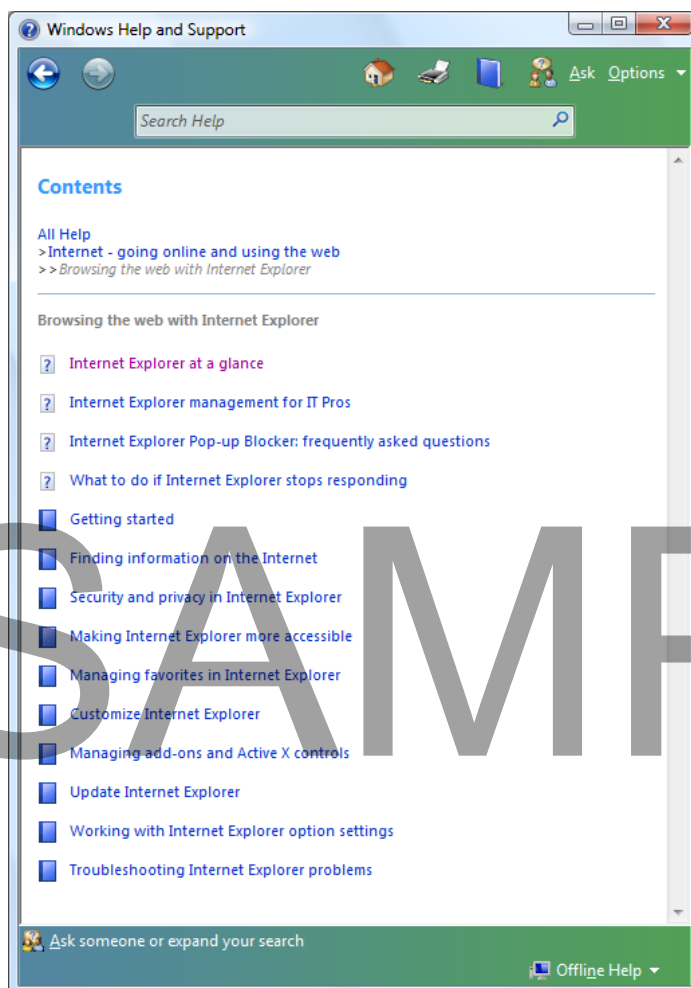 Windows Help and Support
Ask Options
Search Help
Contents
All Help
>Internet - going online and using the web
>>Browsing the web with Internet Explorer
Browsing the web with Internet Explorer
? Internet Explorer at a glance
? Internet Explorer management for IT Pros
? Internet Explorer Pop-up Blocker: frequently asked questions
? What to do if Internet Explorer stops responding
Getting started
Finding information on the Internet
Security and privacy in Internet Explorer
Making Internet Explorer more accessible
Managing favorites in Internet Explorer
Customize Internet Explorer
Managing add-ons and Active X controls
Update Internet Explorer
Working with Internet Explorer option settings
Troubleshooting Internet Explorer problems
SAMP
Ask someone or expand your search
Offline Help